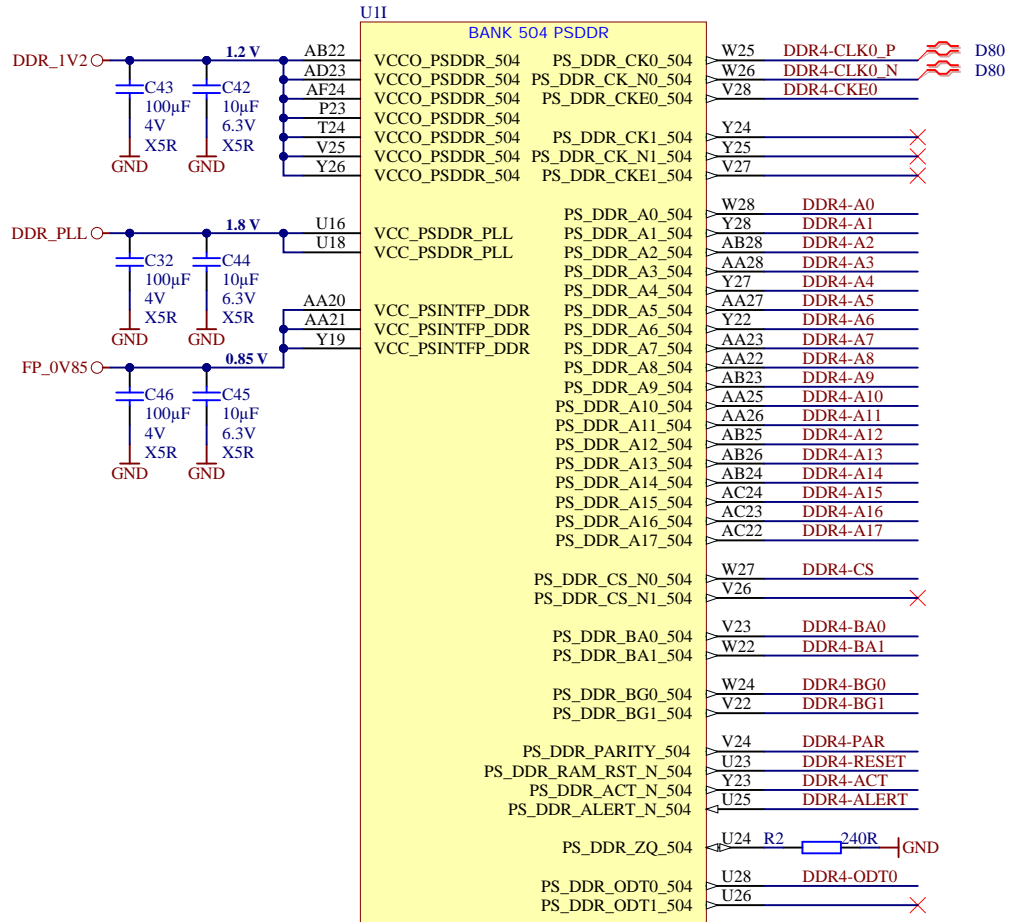 U1I
BANK 504 PSDDR
DDR_1V2 1.2 V AB22 VCCO_PSDDR_504 PS_DDR_CK0_504 W25 DDR4-CLK0_P D80
AD23 VCCO_PSDDR_504 PS_DDR_CK_N0_504 W26 DDR4-CLK0_N D80
C43 C42 AF24 VCCO_PSDDR_504 PS_DDR_CKE0_504 V28 DDR4-CKE0
100µF 10µF P23 VCCO_PSDDR_504
4V 6.3V T24 VCCO_PSDDR_504 PS_DDR_CK1_504 Y24
X5R X5R V25 VCCO_PSDDR_504 PS_DDR_CK_N1_504 Y25
GND GND Y26 VCCO_PSDDR_504 PS_DDR_CKE1_504 V27
PS_DDR_A0_504 W28 DDR4-A0
DDR_PLL 1.8 V U16 VCC_PSDDR_PLL PS_DDR_A1_504 Y28 DDR4-A1
U18 VCC_PSDDR_PLL PS_DDR_A2_504 AB28 DDR4-A2
C32 C44 PS_DDR_A3_504 AA28 DDR4-A3
100µF 10µF PS_DDR_A4_504 Y27 DDR4-A4
4V 6.3V AA20 VCC_PSINTFP_DDR PS_DDR_A5_504 AA27 DDR4-A5
X5R X5R AA21 VCC_PSINTFP_DDR PS_DDR_A6_504 Y22 DDR4-A6
GND GND Y19 VCC_PSINTFP_DDR PS_DDR_A7_504 AA23 DDR4-A7
FP_0V85 0.85 V PS_DDR_A8_504 AA22 DDR4-A8
PS_DDR_A9_504 AB23 DDR4-A9
C46 C45 PS_DDR_A10_504 AA25 DDR4-A10
100µF 10µF PS_DDR_A11_504 AA26 DDR4-A11
4V 6.3V PS_DDR_A12_504 AB25 DDR4-A12
X5R X5R PS_DDR_A13_504 AB26 DDR4-A13
GND GND PS_DDR_A14_504 AB24 DDR4-A14
PS_DDR_A15_504 AC24 DDR4-A15
PS_DDR_A16_504 AC23 DDR4-A16
PS_DDR_A17_504 AC22 DDR4-A17
PS_DDR_CS_N0_504 W27 DDR4-CS
PS_DDR_CS_N1_504 V26
PS_DDR_BA0_504 V23 DDR4-BA0
PS_DDR_BA1_504 W22 DDR4-BA1
PS_DDR_BG0_504 W24 DDR4-BG0
PS_DDR_BG1_504 V22 DDR4-BG1
PS_DDR_PARITY_504 V24 DDR4-PAR
PS_DDR_RAM_RST_N_504 U23 DDR4-RESET
PS_DDR_ACT_N_504 Y23 DDR4-ACT
PS_DDR_ALERT_N_504 U25 DDR4-ALERT
PS_DDR_ZQ_504 U24 R2 240R GND
PS_DDR_ODT0_504 U28 DDR4-ODT0
PS_DDR_ODT1_504 U26